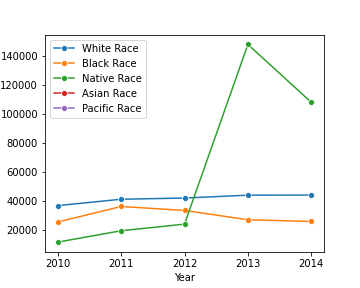 White Race
Black Race
Native Race
Asian Race
Pacific Race
140000
120000
100000
80000
60000
40000
20000
2010 2011 2012 2013 2014
Year